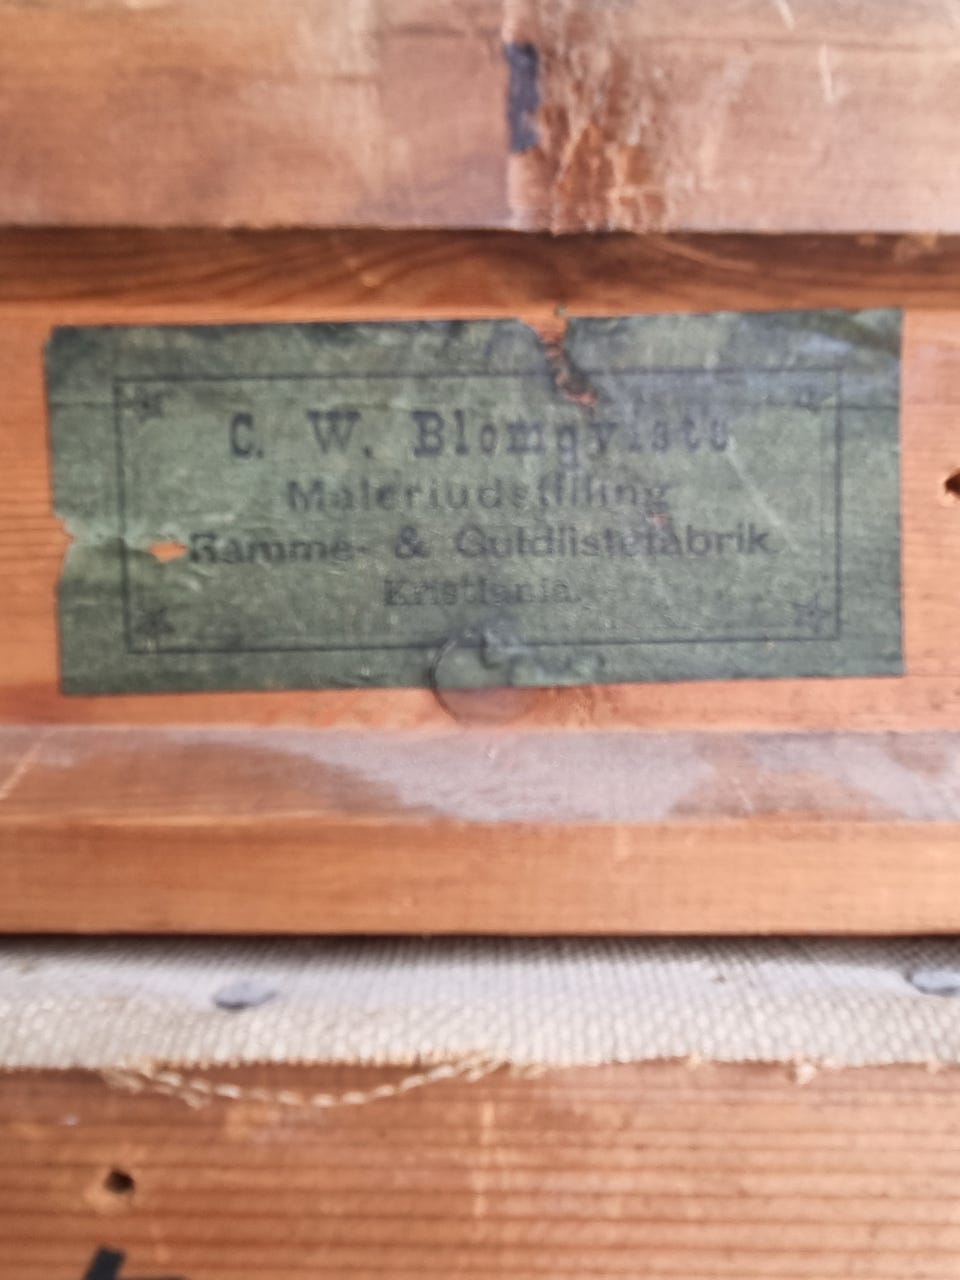 C. W. Blomqvists
Maleriudstilling
Ramme- & Guldlistefabrik
Kristiania.